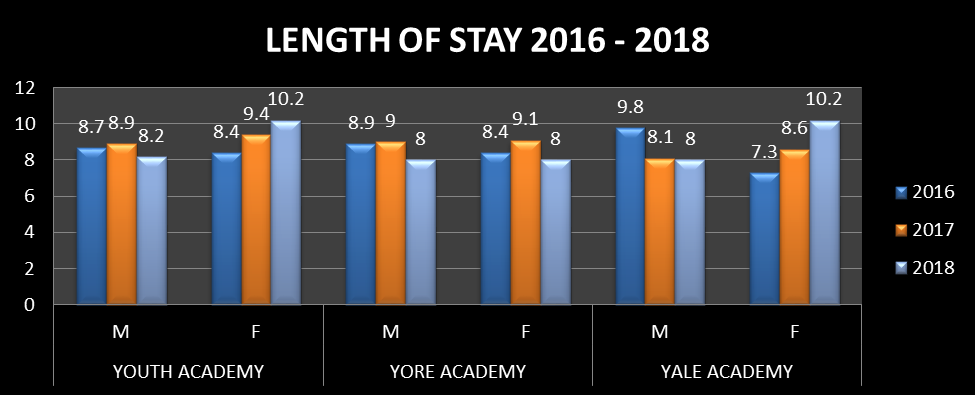 LENGTH OF STAY 2016 - 2018
12
10
8
6
4
2
0
8.7 8.9 8.2 8.4 9.4 10.2 8.9 9 8 8.4 9.1 8 9.8 8.1 8 7.3 8.6 10.2
2016
2017
2018
M F M F M F
YOUTH ACADEMY YORE ACADEMY YALE ACADEMY